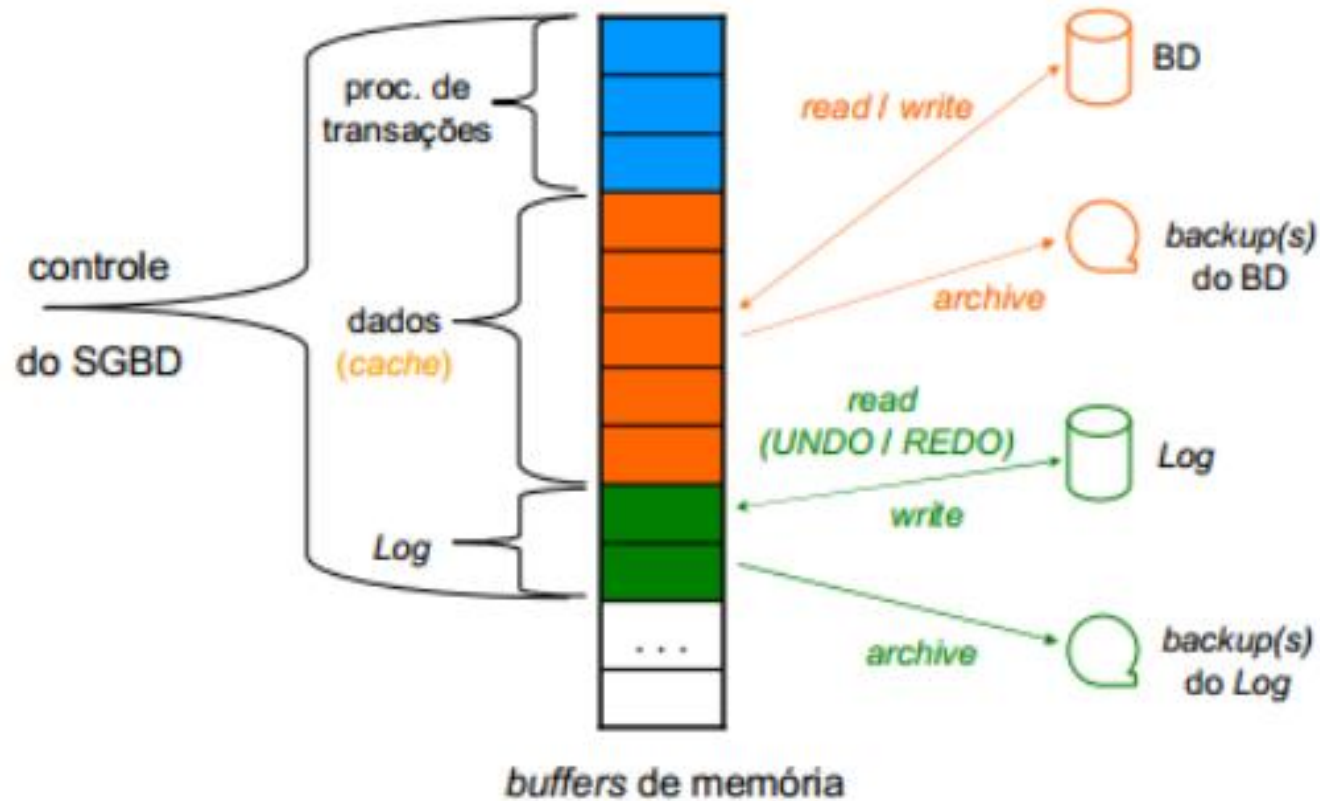 proc. de
transações
controle
do SGBD
dados
(cache)
Log
. . .
buffers de memória
read / write
BD
archive
backup(s)
do BD
read
(UNDO / REDO)
write
Log
archive
backup(s)
do Log